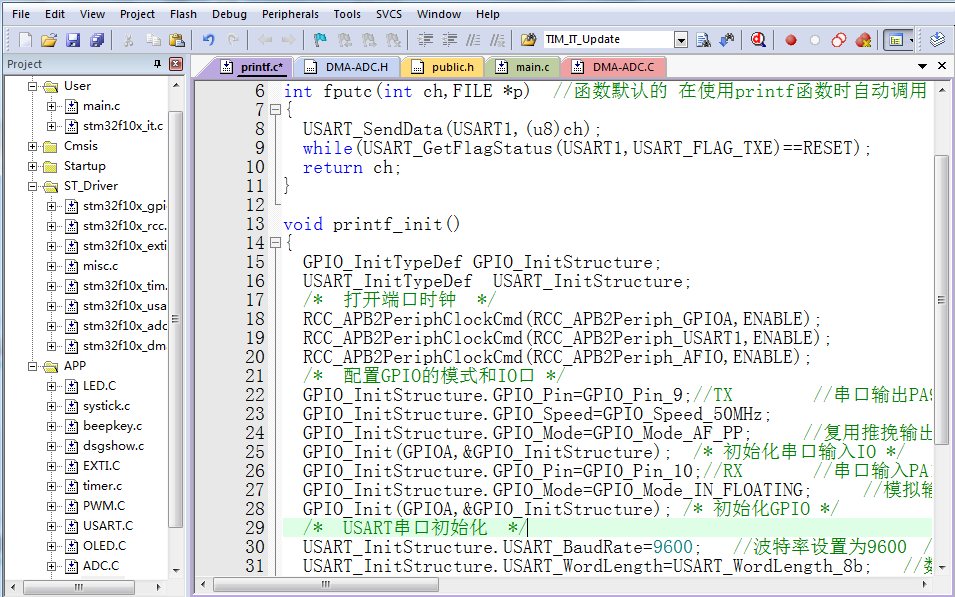 File Edit View Project Flash Debug Peripherals Tools SVCS Window Help
TIM_IT_Update
Project
User
main.c
stm32f10x_it.c
Cmsis
Startup
ST_Driver
stm32f10x_gpi
stm32f10x_rcc.
stm32f10x_exti
misc.c
stm32f10x_tim.
stm32f10x_usa
stm32f10x_adc
stm32f10x_dm
APP
LED.C
systick.c
beepkey.c
dsgshow.c
EXTI.C
timer.c
PWM.C
USART.C
OLED.C
ADC.C
printf.c* DMA-ADC.H public.h main.c DMA-ADC.C
6 int fputc(int ch,FILE *p) //函数默认的 在使用printf函数时自动调用
7 {
8 USART_SendData(USART1,(u8)ch);
9 while(USART_GetFlagStatus(USART1,USART_FLAG_TXE)==RESET);
10 return ch;
11 }
12
13 void printf_init()
14 {
15 GPIO_InitTypeDef GPIO_InitStructure;
16 USART_InitTypeDef USART_InitStructure;
17 /* 打开端口时钟 */
18 RCC_APB2PeriphClockCmd(RCC_APB2Periph_GPIOA,ENABLE);
19 RCC_APB2PeriphClockCmd(RCC_APB2Periph_USART1,ENABLE);
20 RCC_APB2PeriphClockCmd(RCC_APB2Periph_AFIO,ENABLE);
21 /* 配置GPIO的模式和IO口 */
22 GPIO_InitStructure.GPIO_Pin=GPIO_Pin_9;//TX //串口输出PA9
23 GPIO_InitStructure.GPIO_Speed=GPIO_Speed_50MHz;
24 GPIO_InitStructure.GPIO_Mode=GPIO_Mode_AF_PP; //复用推挽输出
25 GPIO_Init(GPIOA,&GPIO_InitStructure); /* 初始化串口输入IO */
26 GPIO_InitStructure.GPIO_Pin=GPIO_Pin_10;//RX //串口输入PA1
27 GPIO_InitStructure.GPIO_Mode=GPIO_Mode_IN_FLOATING; //模拟输
28 GPIO_Init(GPIOA,&GPIO_InitStructure); /* 初始化GPIO */
29 /* USART串口初始化 */
30 USART_InitStructure.USART_BaudRate=9600; //波特率设置为9600 /
31 USART_InitStructure.USART_WordLength=USART_WordLength_8b; //数